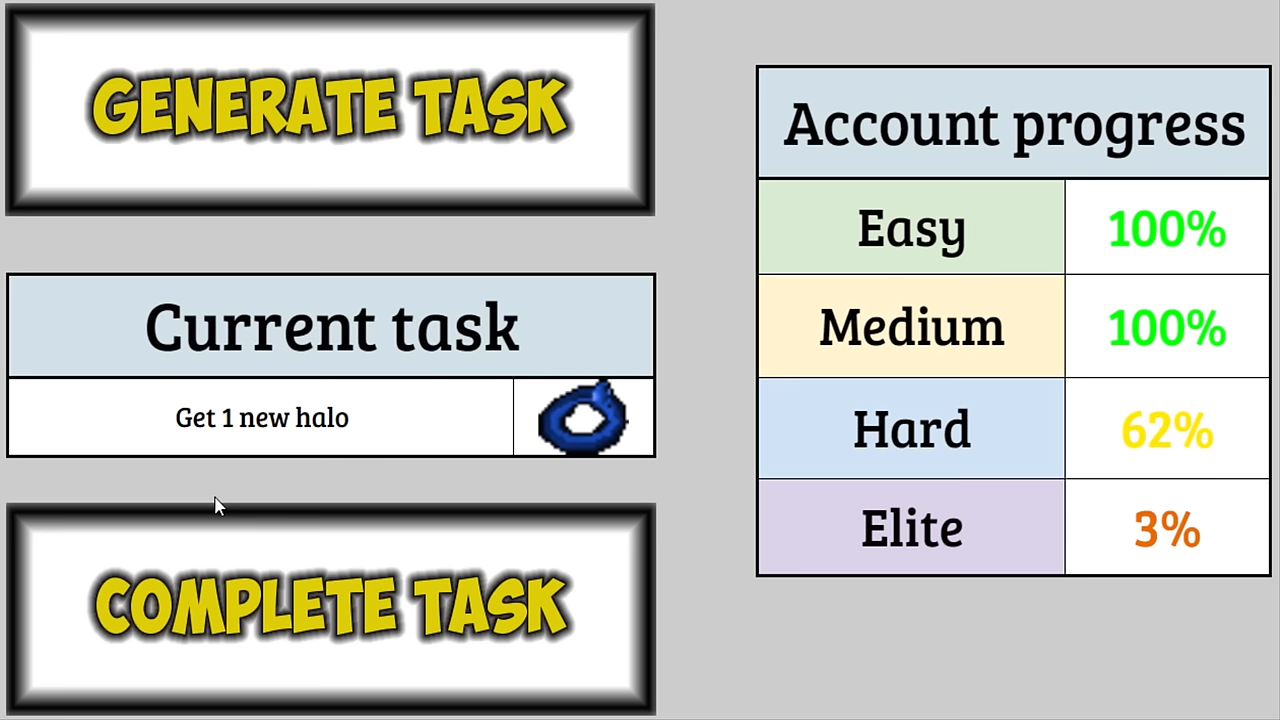 GENERATE TASK
Current task
Get 1 new halo
COMPLETE TASK
Account progress
Easy 100%
Medium 100%
Hard 62%
Elite 3%